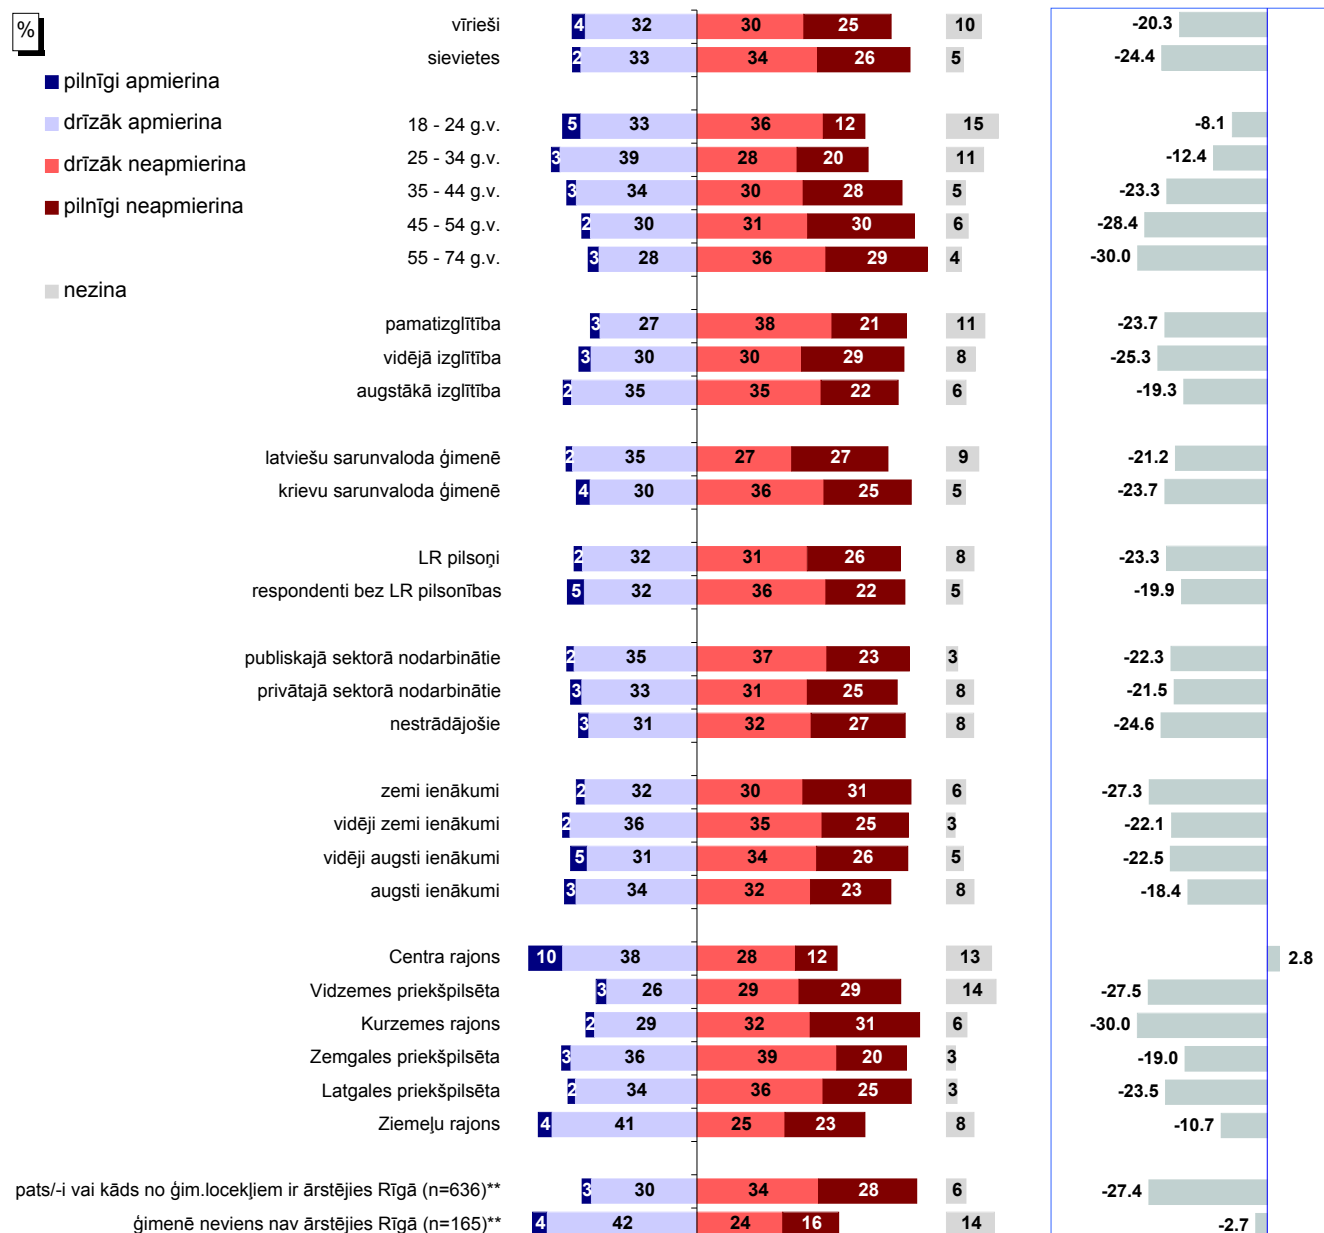 %
pilnīgi apmierina
drīzāk apmierina
drīzāk neapmierina
pilnīgi neapmierina
nezina
vīrieši 4 32 30 25 10 -20.3
sievietes 2 33 34 26 5 -24.4
18 - 24 g.v. 5 33 36 12 15 -8.1
25 - 34 g.v. 3 39 28 20 11 -12.4
35 - 44 g.v. 3 34 30 28 5 -23.3
45 - 54 g.v. 2 30 31 30 6 -28.4
55 - 74 g.v. 3 28 36 29 4 -30.0
pamatizglītība 3 27 38 21 11 -23.7
vidējā izglītība 3 30 30 29 8 -25.3
augstākā izglītība 2 35 35 22 6 -19.3
latviešu sarunvaloda ģimenē 2 35 27 27 9 -21.2
krievu sarunvaloda ģimenē 4 30 36 25 5 -23.7
LR pilsoņi 2 32 31 26 8 -23.3
respondenti bez LR pilsonības 5 32 36 22 5 -19.9
publiskajā sektorā nodarbinātie 2 35 37 23 3 -22.3
privātajā sektorā nodarbinātie 3 33 31 25 8 -21.5
nestrādājošie 3 31 32 27 8 -24.6
zemi ienākumi 2 32 30 31 6 -27.3
vidēji zemi ienākumi 2 36 35 25 3 -22.1
vidēji augsti ienākumi 5 31 34 26 5 -22.5
augsti ienākumi 3 34 32 23 8 -18.4
Centra rajons 10 38 28 12 13 2.8
Vidzemes priekšpilsēta 3 26 29 29 14 -27.5
Kurzemes rajons 2 29 32 31 6 -30.0
Zemgales priekšpilsēta 3 36 39 20 3 -19.0
Latgales priekšpilsēta 2 34 36 25 3 -23.5
Ziemeļu rajons 4 41 25 23 8 -10.7
pats/-i vai kāds no ģim.locekļiem ir ārstējies Rīgā (n=636)** 3 30 34 28 6 -27.4
ģimenē neviens nav ārstējies Rīgā (n=165)** 4 42 24 16 14 -2.7